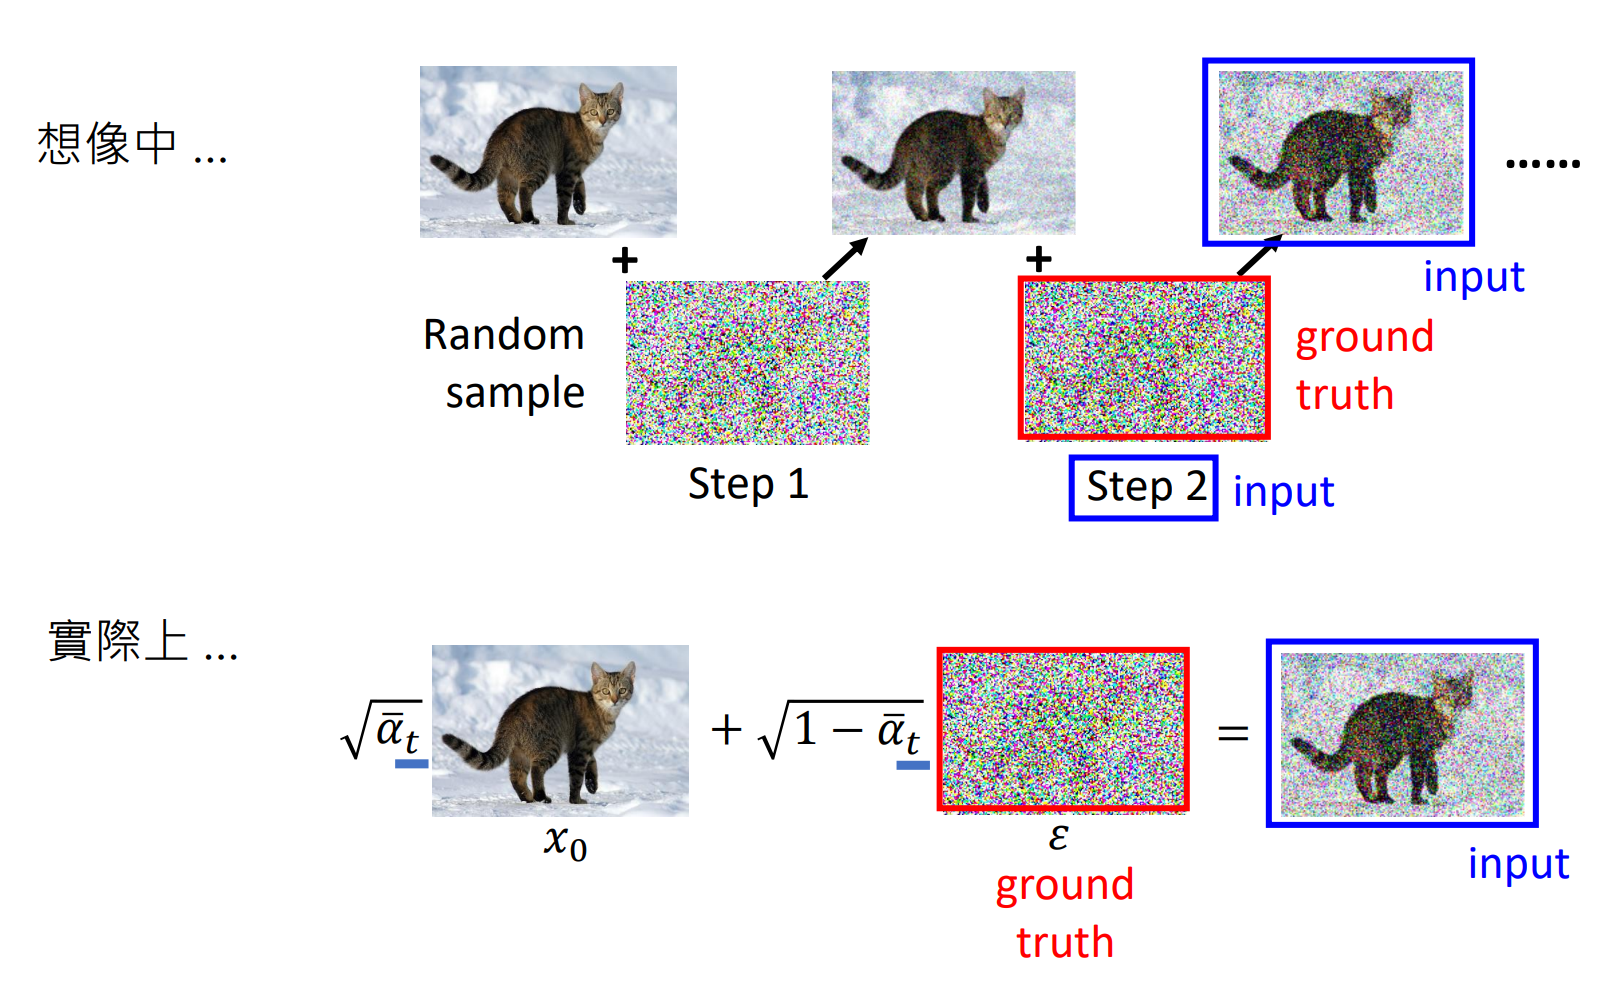 想像中 ...
+
+
......
input
Random
sample
ground
truth
Step 1
Step 2
input
實際上 ...
√ᾱₜ
+ √1 − ᾱₜ
=
x₀
ε
input
ground
truth